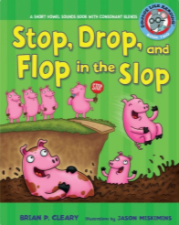 A SHORT VOWEL SOUNDS BOOK WITH CONSONANT BLENDS
Stop, Drop, and
Flop in the Slop
STOP
BRIAN P. CLEARY
Illustrations by JASON MISKIMINS